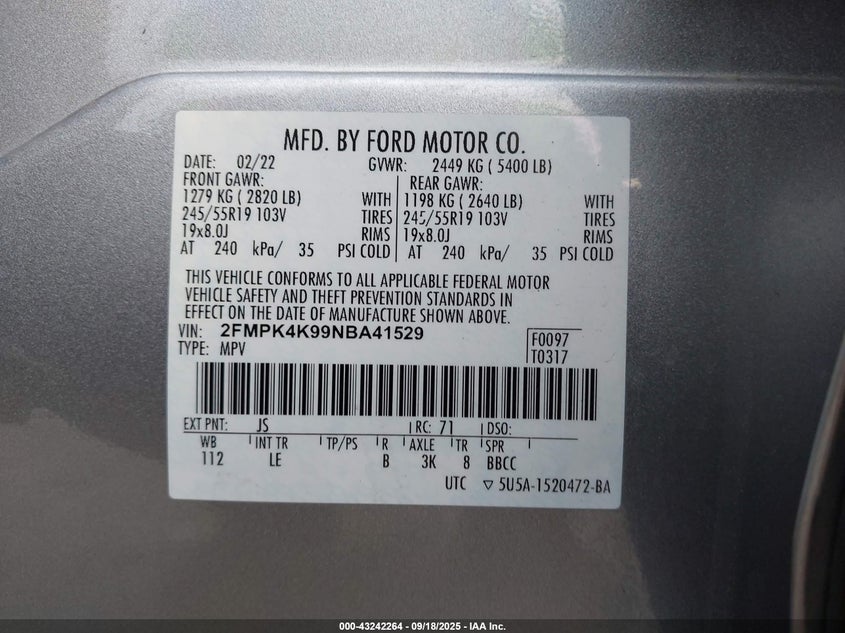 MFD. BY FORD MOTOR CO.
DATE: 02/22 GVWR: 2449 KG ( 5400 LB)
FRONT GAWR: REAR GAWR:
1279 KG ( 2820 LB) WITH 1198 KG ( 2640 LB) WITH
245/55R19 103V TIRES 245/55R19 103V TIRES
19x8.0J RIMS 19x8.0J RIMS
AT 240 kPa/ 35 PSI COLD AT 240 kPa/ 35 PSI COLD
THIS VEHICLE CONFORMS TO ALL APPLICABLE FEDERAL MOTOR
VEHICLE SAFETY AND THEFT PREVENTION STANDARDS IN
EFFECT ON THE DATE OF MANUFACTURE SHOWN ABOVE.
VIN: 2FMPK4K99NBA41529 F0097
TYPE: MPV T0317
EXT PNT: JS RC: 71 DSO:
WB INT TR TP/PS R AXLE TR SPR
112 LE B 3K 8 BBCC
UTC ▽ 5U5A-1520472-BA
000-43242264 - 09/18/2025 - IAA Inc.